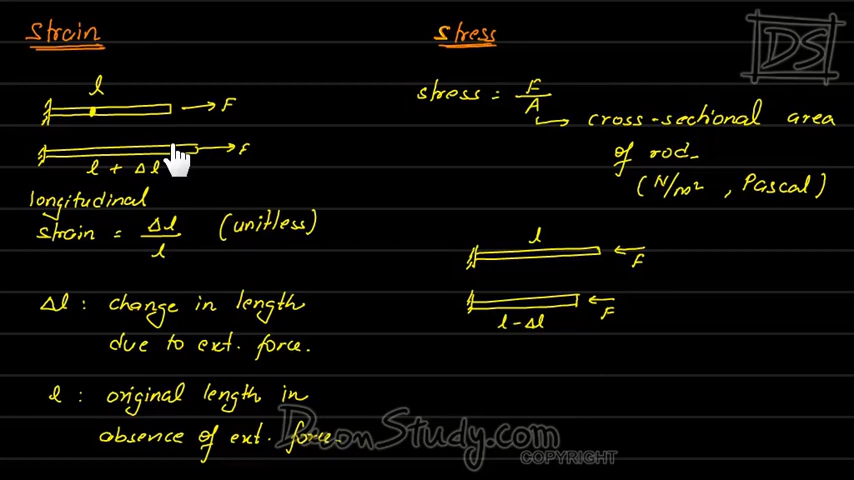 Strain
l
F
F
l + Δl
longitudinal
strain = Δl/l (unitless)
Δl : change in length
due to ext. force.
l : original length in
absence of ext. force.
Stress
stress = F/A
cross-sectional area
of rod
(N/m², Pascal)
l
F
F
l - Δl
DS
DeonStudy.com
COPYRIGHT